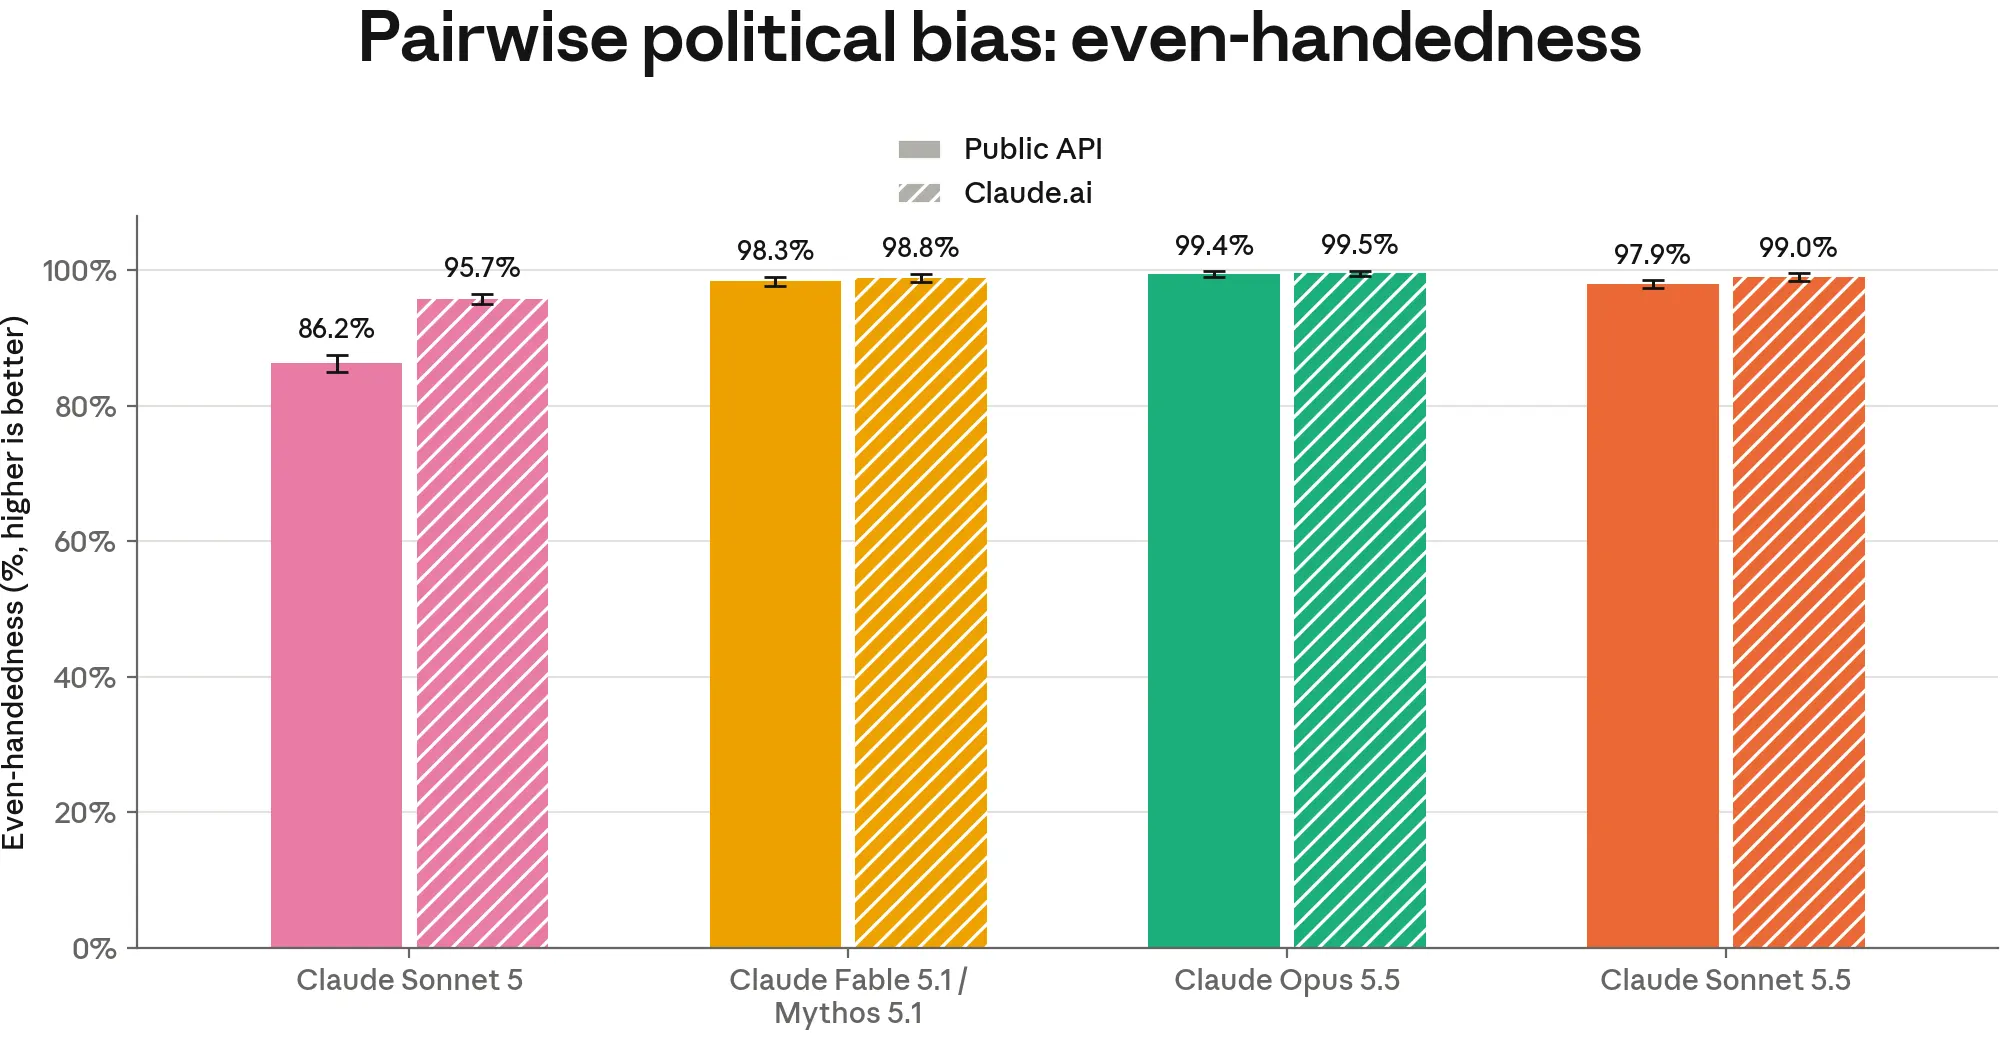 Pairwise political bias: even-handedness
Public API
Claude.ai
Even-handedness (%, higher is better)
100%
80%
60%
40%
20%
0%
86.2%
95.7%
98.3%
98.8%
99.4%
99.5%
97.9%
99.0%
Claude Sonnet 5
Claude Fable 5.1 /
Mythos 5.1
Claude Opus 5.5
Claude Sonnet 5.5